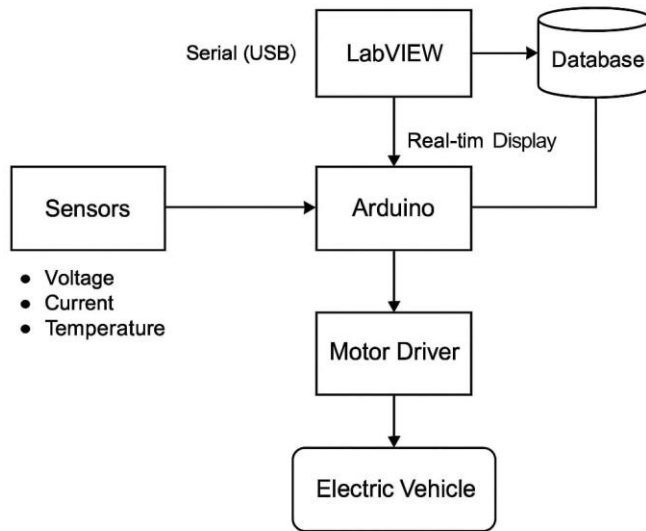 Serial (USB)
LabVIEW
Database
Real-tim Display
Sensors
Arduino
● Voltage
● Current
● Temperature
Motor Driver
Electric Vehicle